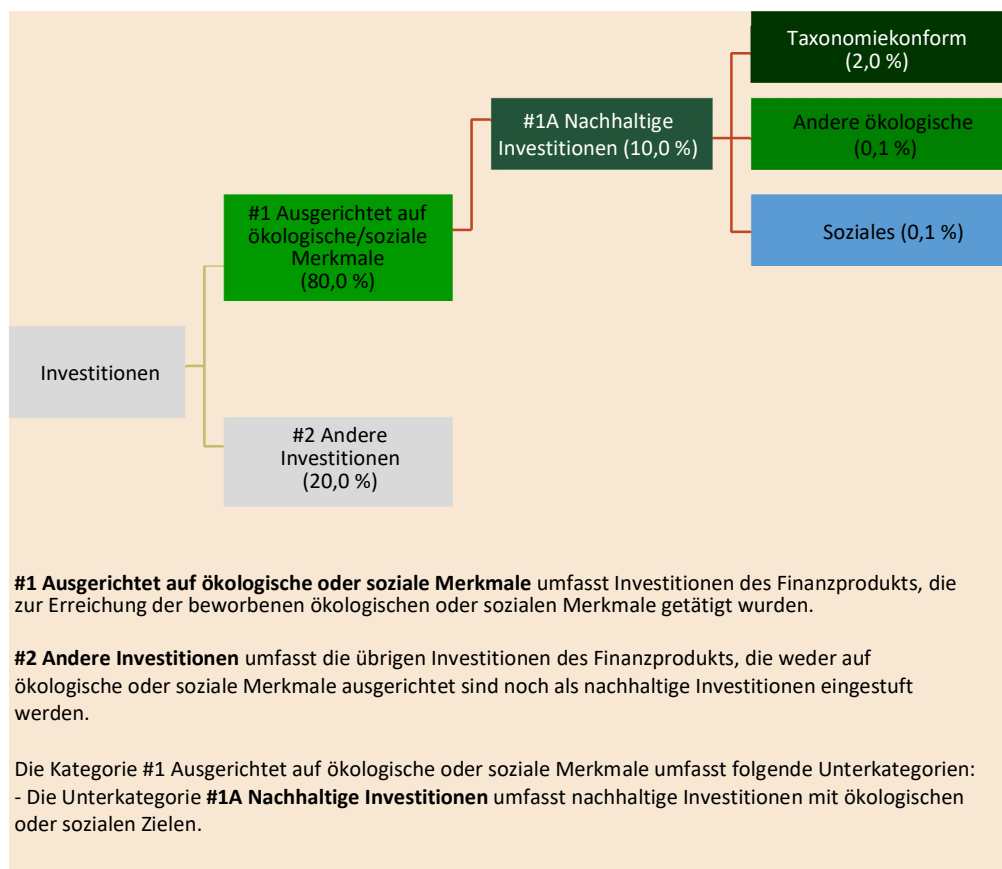 Taxonomiekonform
(2,0 %)
#1A Nachhaltige
Investitionen (10,0 %)
Andere ökologische
(0,1 %)
#1 Ausgerichtet auf
ökologische/soziale
Merkmale
(80,0 %)
Soziales (0,1 %)
Investitionen
#2 Andere
Investitionen
(20,0 %)
#1 Ausgerichtet auf ökologische oder soziale Merkmale umfasst Investitionen des Finanzprodukts, die
zur Erreichung der beworbenen ökologischen oder sozialen Merkmale getätigt wurden.
#2 Andere Investitionen umfasst die übrigen Investitionen des Finanzprodukts, die weder auf
ökologische oder soziale Merkmale ausgerichtet sind noch als nachhaltige Investitionen eingestuft
werden.
Die Kategorie #1 Ausgerichtet auf ökologische oder soziale Merkmale umfasst folgende Unterkategorien:
- Die Unterkategorie #1A Nachhaltige Investitionen umfasst nachhaltige Investitionen mit ökologischen
oder sozialen Zielen.